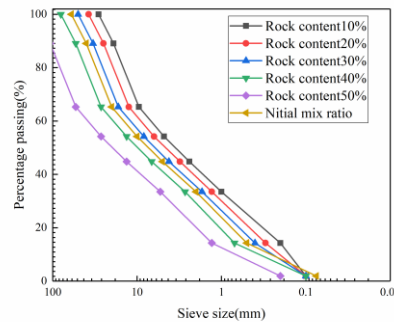 100
80
60
40
20
0
Percentage passing(%)
Rock content10%
Rock content20%
Rock content30%
Rock content40%
Rock content50%
Nitial mix ratio
100 10 1 0.1 0.0
Sieve size(mm)